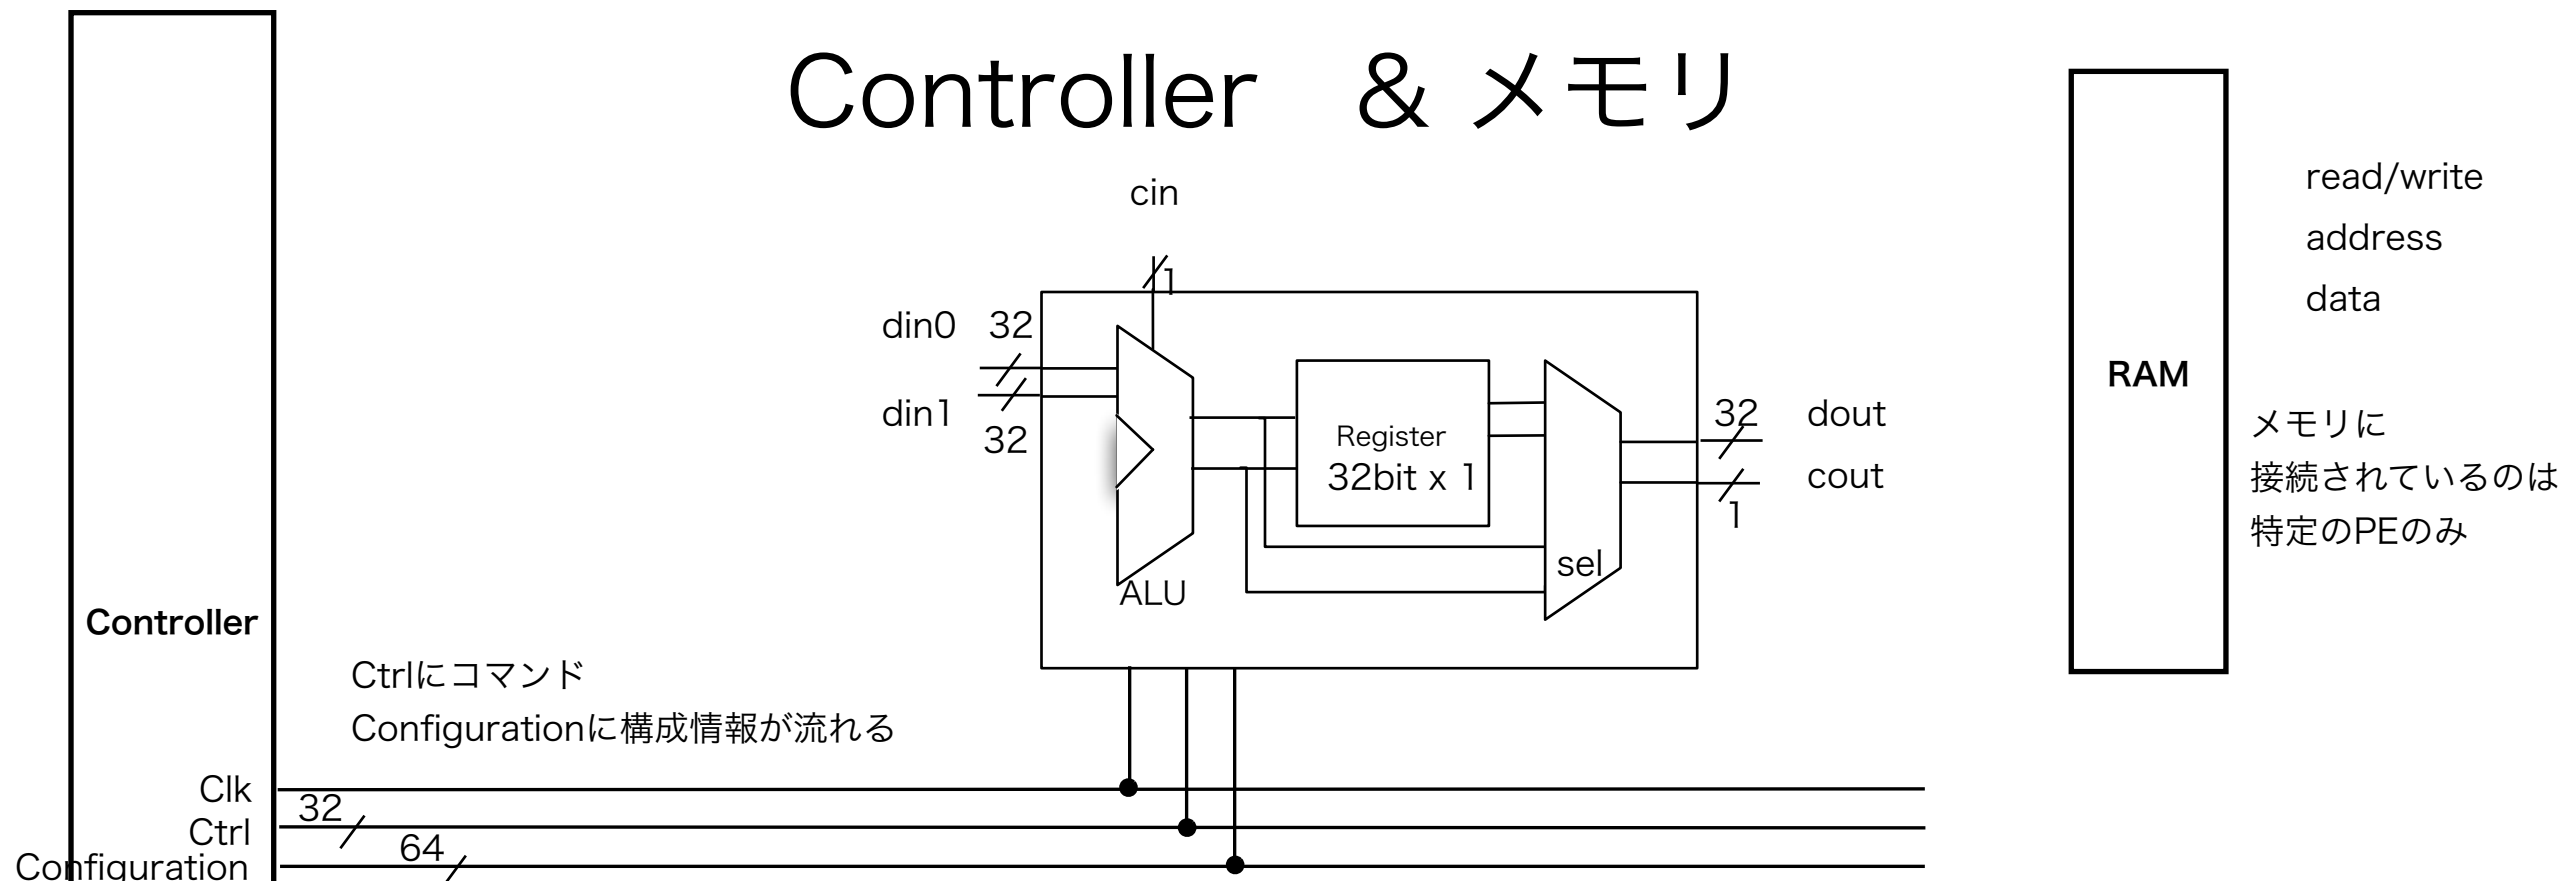 Controller　& メモリ
cin
1
din0 32
din1
32
Register
32bit x 1
ALU
sel
32 dout
cout
1
RAM
read/write
address
data
メモリに
接続されているのは
特定のPEのみ
Controller
Ctrlにコマンド
Configurationに構成情報が流れる
Clk
32
Ctrl
64
Configuration